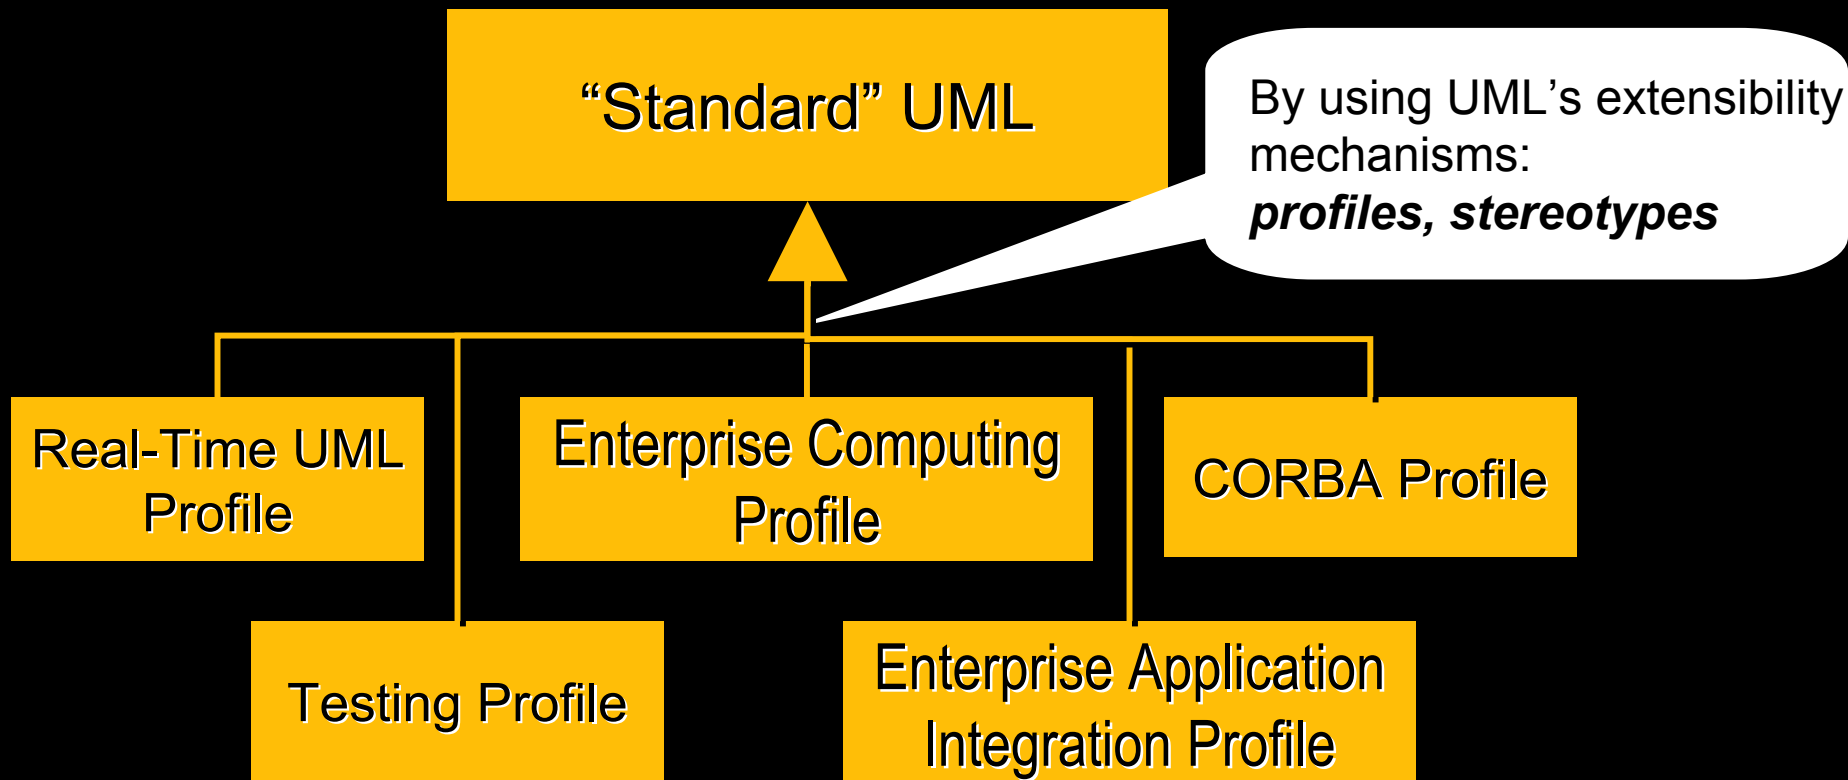 “Standard” UML
By using UML’s extensibility
mechanisms:
profiles, stereotypes
Real-Time UML
Profile
Enterprise Computing
Profile
CORBA Profile
Testing Profile
Enterprise Application
Integration Profile